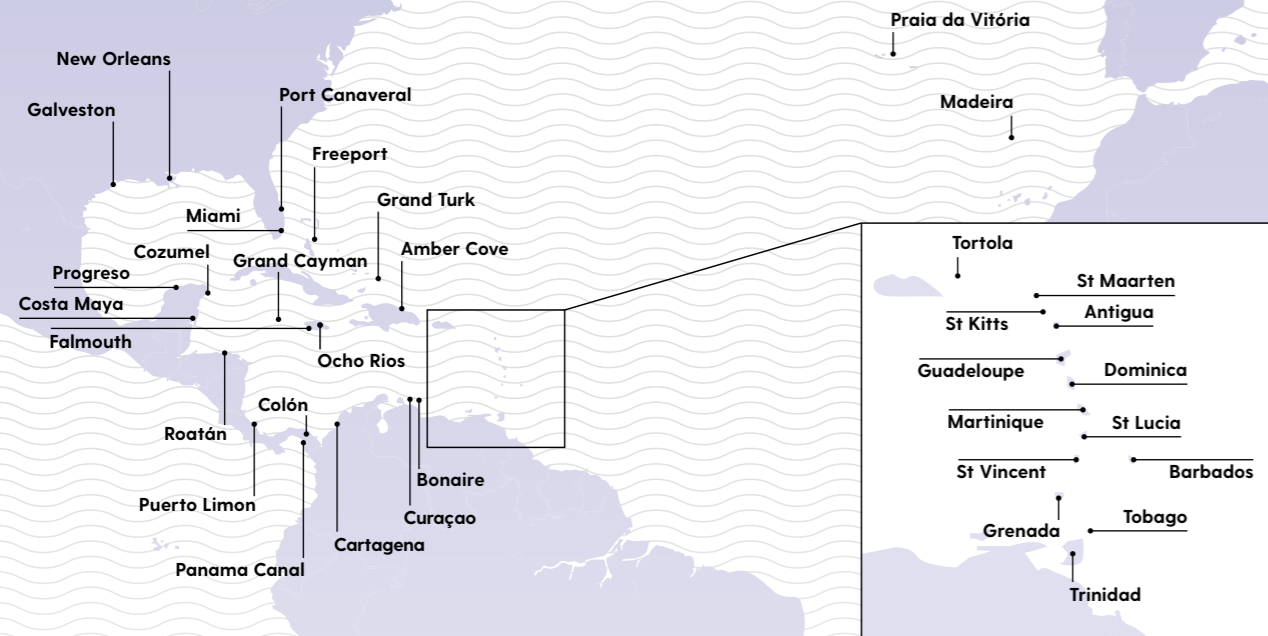 Praia da Vitória
New Orleans
Port Canaveral
Madeira
Galveston
Freeport
Grand Turk
Miami
Cozumel
Grand Cayman
Amber Cove
Progreso
Costa Maya
Falmouth
Ocho Rios
Colón
Roatán
Bonaire
Puerto Limon
Curaçao
Cartagena
Panama Canal
Tortola
St Maarten
St Kitts
Antigua
Guadeloupe
Dominica
Martinique
St Lucia
St Vincent
Barbados
Grenada
Tobago
Trinidad